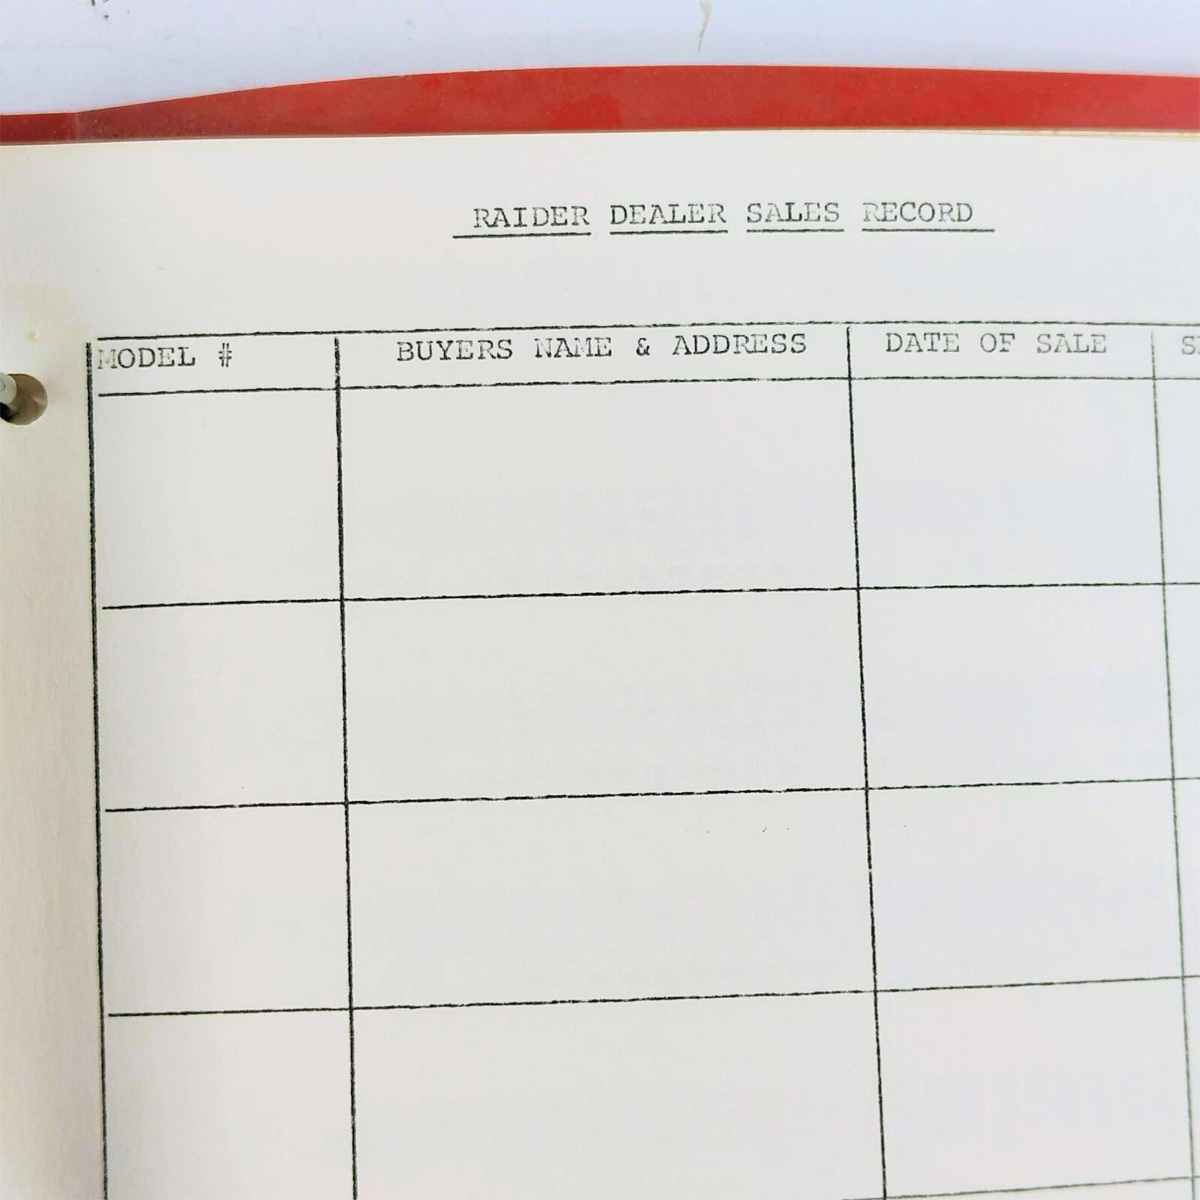 RAIDER DEALER SALES RECORD
MODEL # BUYERS NAME & ADDRESS DATE OF SALE